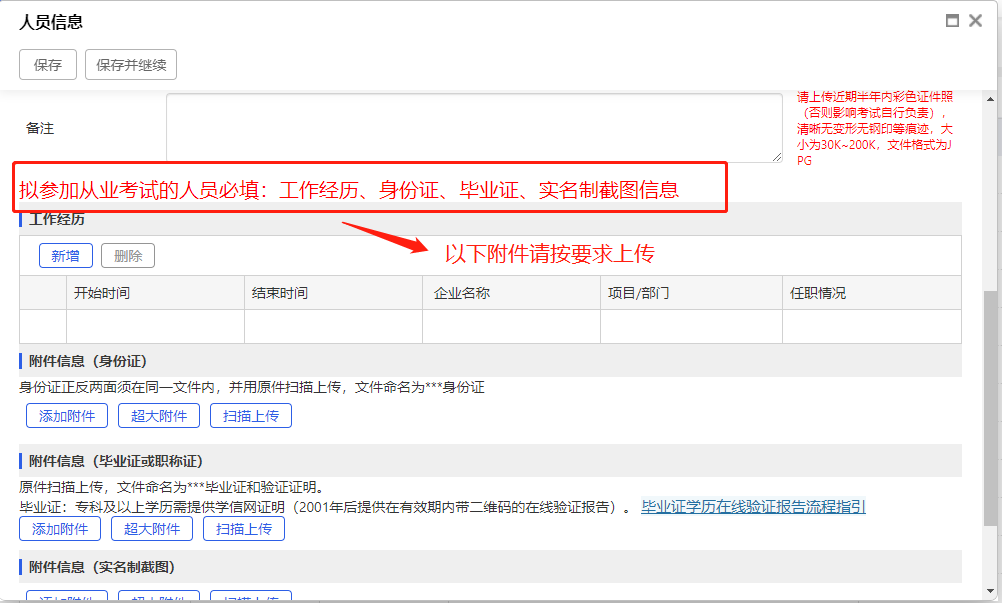 人员信息
保存 保存并继续
请上传近期半年内彩色证件照
（否则影响考试自行负责），
清晰无变形无钢印等痕迹，大
小为30K~200K，文件格式为J
PG
备注
拟参加从业考试的人员必填：工作经历、身份证、毕业证、实名制截图信息
工作经历
新增 删除 以下附件请按要求上传
开始时间 结束时间 企业名称 项目/部门 任职情况
附件信息（身份证）
身份证正反两面须在同一文件内，并用原件扫描上传，文件命名为***身份证
添加附件 超大附件 扫描上传
附件信息（毕业证或职称证）
原件扫描上传，文件命名为***毕业证和验证证明。
毕业证：专科及以上学历需提供学信网证明（2001年后提供在有效期内带二维码的在线验证报告）。 毕业证学历在线验证报告流程指引
添加附件 超大附件 扫描上传
附件信息（实名制截图）
添加附件 超大附件 扫描上传